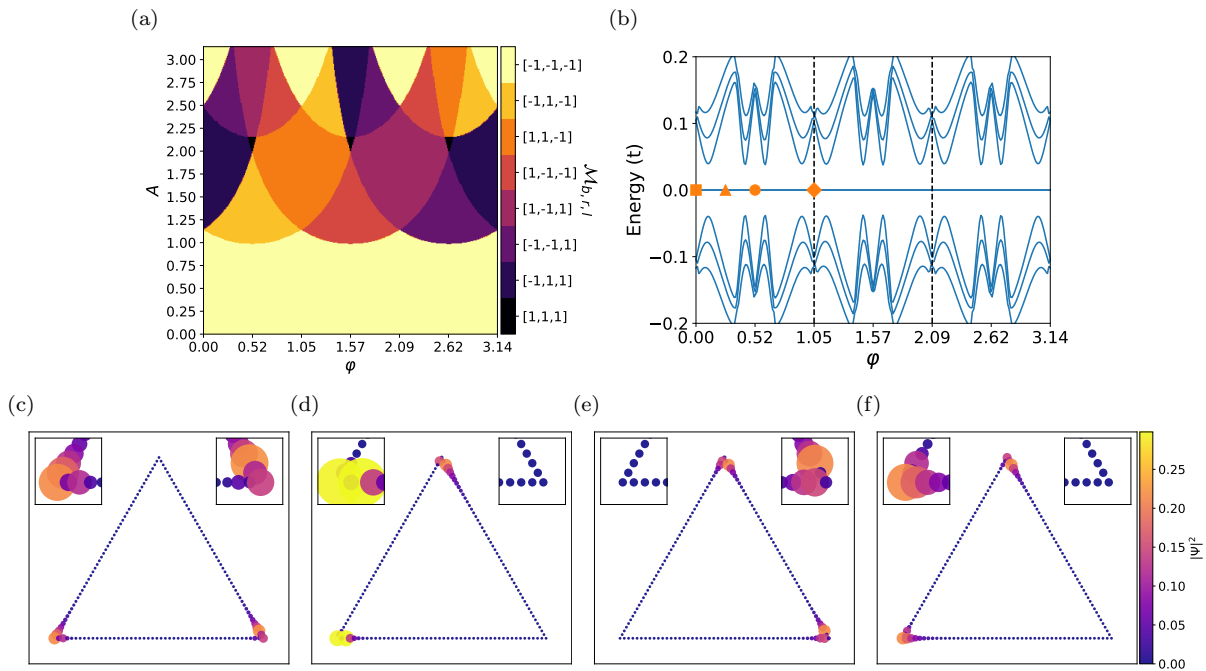 (a)
(b)
A
3.00
2.75
2.50
2.25
2.00
1.75
1.50
1.25
1.00
0.75
0.50
0.25
0.00
0.00 0.52 1.05 1.57 2.09 2.62 3.14
φ
[-1,-1,-1]
[-1,1,-1]
[1,1,-1]
[1,-1,-1]
[1,-1,1]
[-1,-1,1]
[-1,1,1]
[1,1,1]
ℳb,r,l
Energy (t)
0.2
0.1
0.0
−0.1
−0.2
0.00 0.52 1.05 1.57 2.09 2.62 3.14
φ
(c)
(d)
(e)
(f)
0.25
0.20
0.15
0.10
0.05
0.00
|Ψ|²